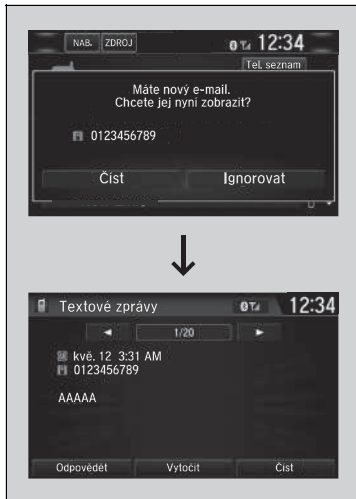 NAB. ZDROJ 12:34
Tel. seznam
Máte nový e-mail.
Chcete jej nyní zobrazit?
0123456789
Číst Ignorovat
Textové zprávy 12:34
1/20
kvě. 12 3:31 AM
0123456789
AAAAA
Odpovědět Vytočit Číst